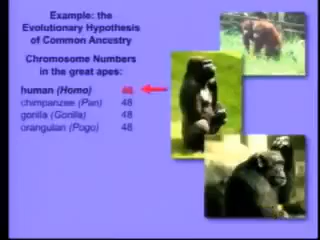 Example: the
Evolutionary Hypothesis
of Common Ancestry
Chromosome Numbers
in the great apes:
human (Homo) 46
chimpanzee (Pan) 48
gorilla (Gorilla) 48
orangutan (Pogo) 48